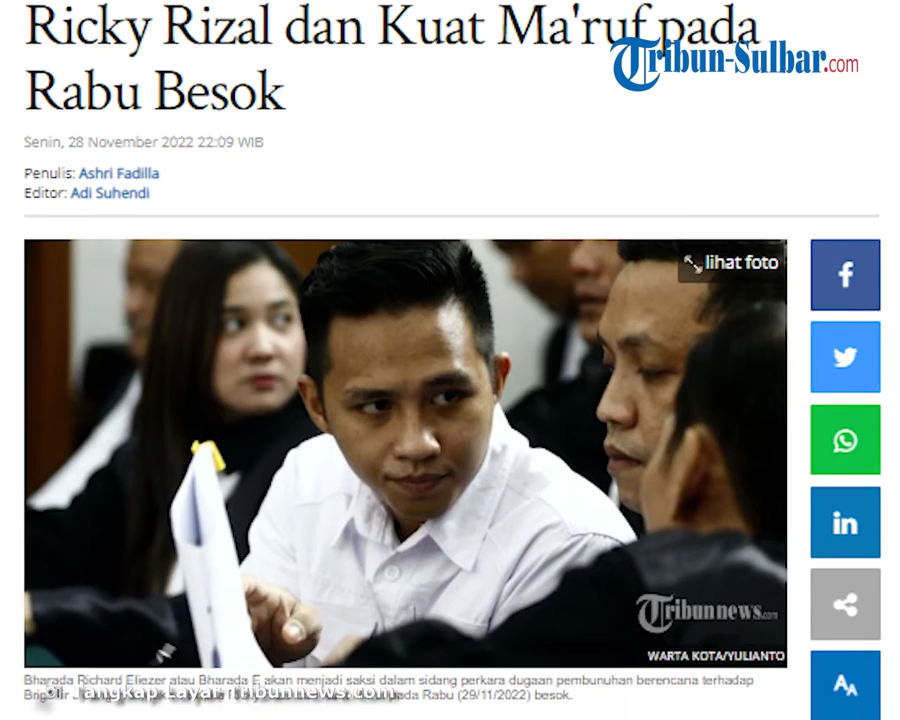 Ricky Rizal dan Kuat Ma'ruf pada
Tribun-Sulbar.com
Rabu Besok
Senin, 28 November 2022 22:09 WIB
Penulis: Ashri Fadilla
Editor: Adi Suhendi
lihat foto
f
in
Tribunnews.com
WARTA KOTA/YULIANTO
AA
Bharada Richard Eliezer atau Bharada E akan menjadi saksi dalam sidang perkara dugaan pembunuhan berencana terhadap
pada Rabu (29/11/2022) besok.
Tangkap Layar Tribunnews.com